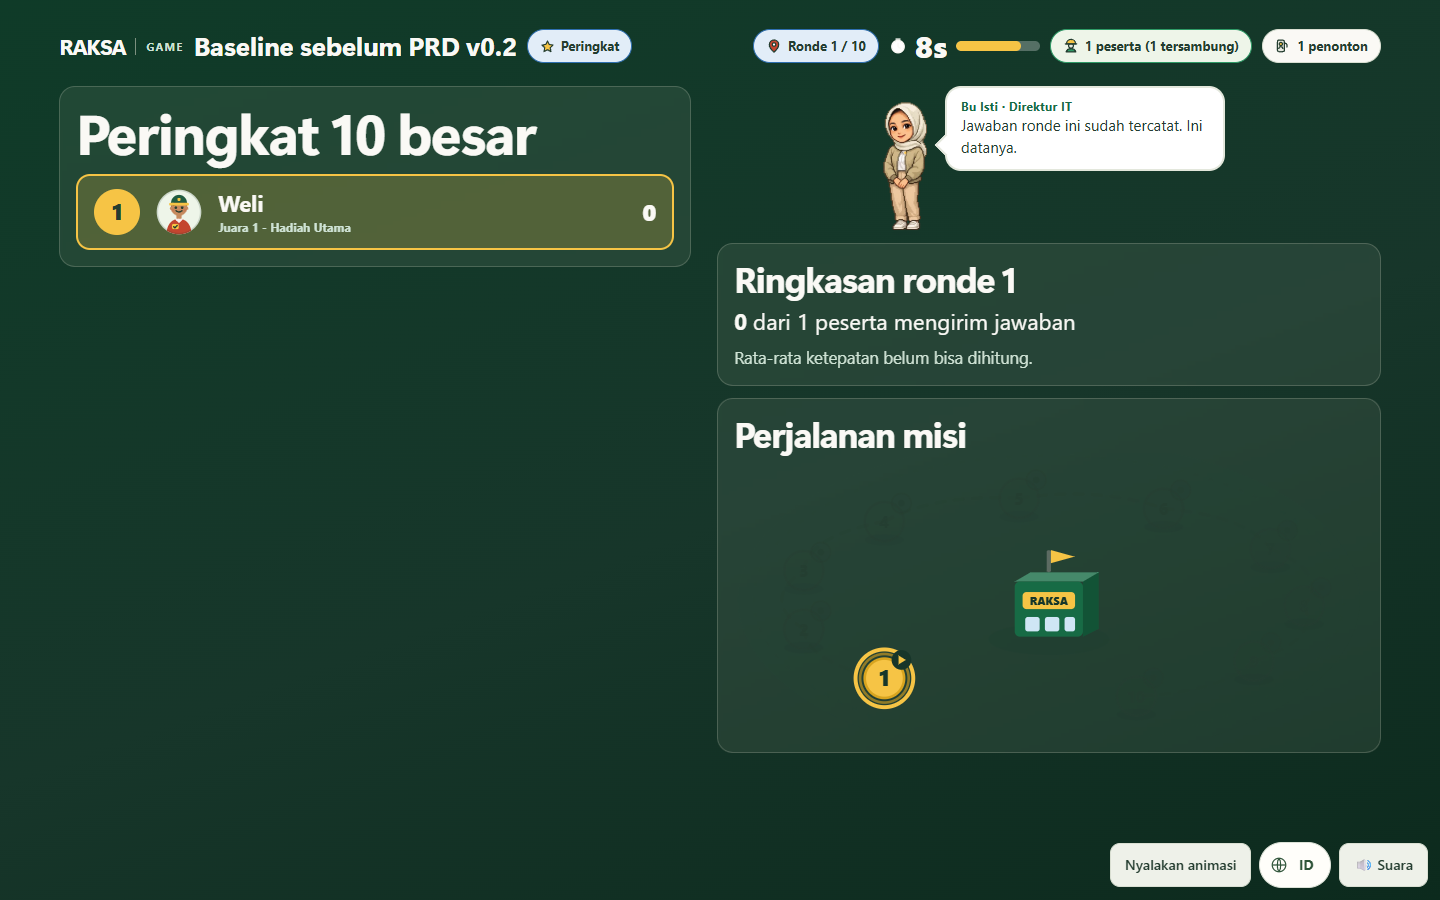 RAKSA GAME Baseline sebelum PRD v0.2 Peringkat
Ronde 1 / 10 8s 1 peserta (1 tersambung) 1 penonton
Peringkat 10 besar
1 Weli 0
Juara 1 - Hadiah Utama
Bu Isti · Direktur IT
Jawaban ronde ini sudah tercatat. Ini
datanya.
Ringkasan ronde 1
0 dari 1 peserta mengirim jawaban
Rata-rata ketepatan belum bisa dihitung.
Perjalanan misi
RAKSA
1
Nyalakan animasi ID Suara